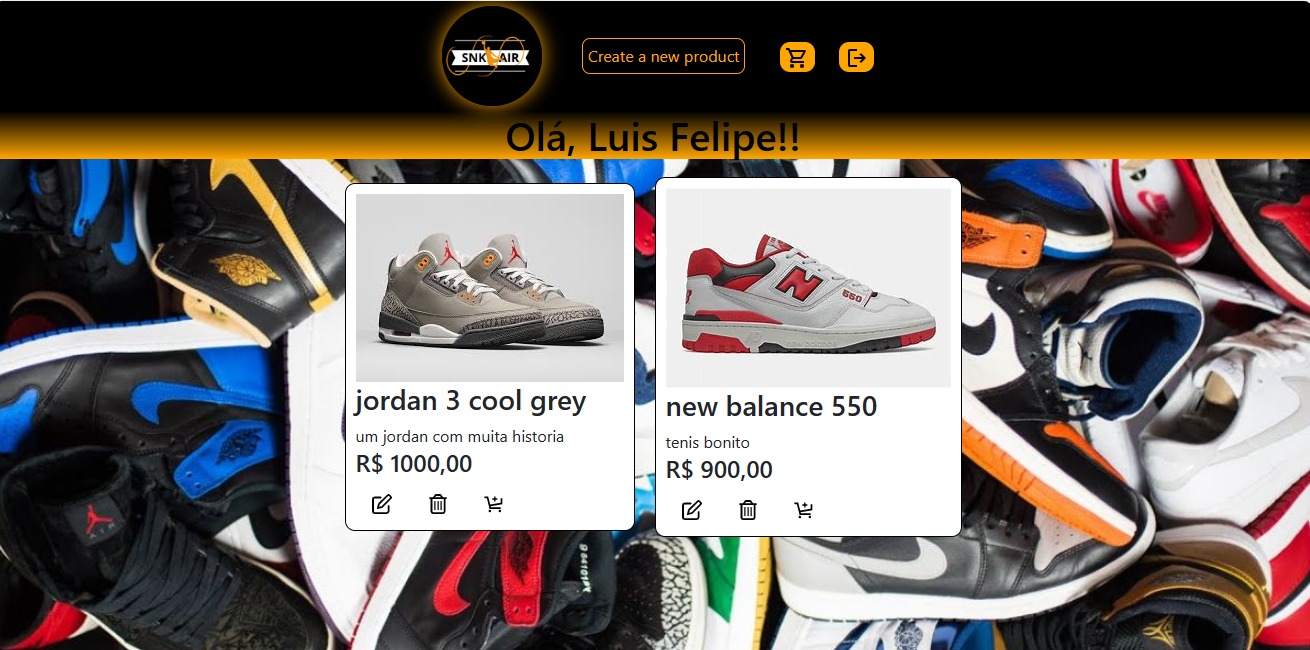 SNK AIR
Create a new product
Olá, Luis Felipe!!
N
550
jordan 3 cool grey
um jordan com muita historia
R$ 1000,00
new balance 550
tenis bonito
R$ 900,00